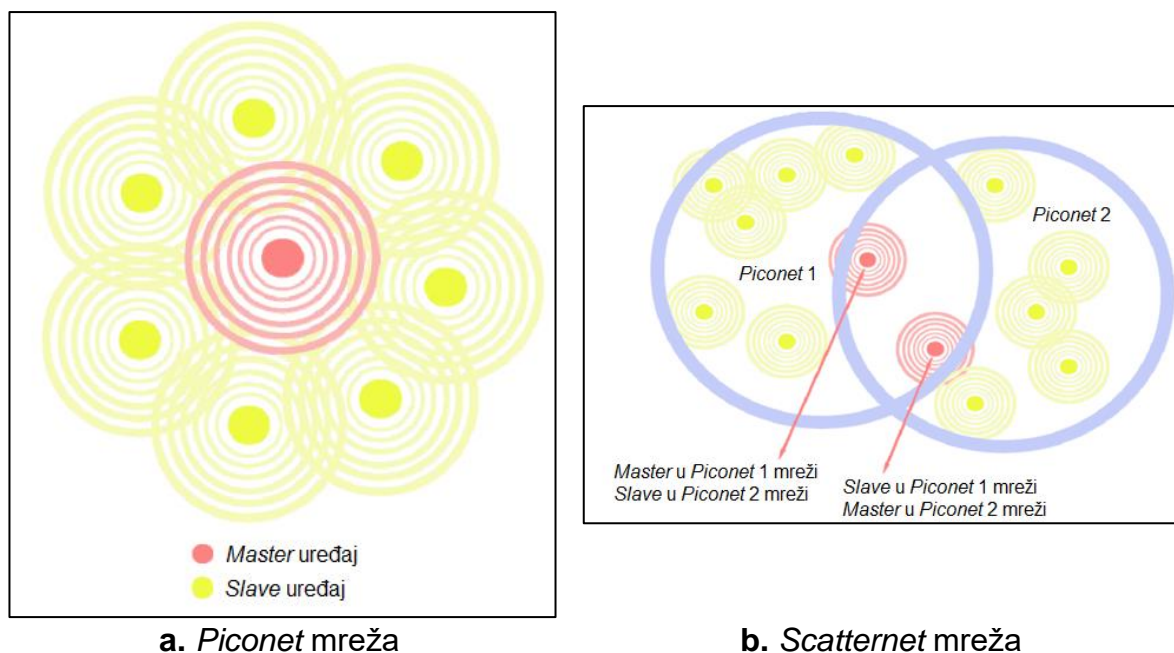 Master uređaj
Slave uređaj
a. Piconet mreža
Piconet 2
Piconet 1
Master u Piconet 1 mreži
Slave u Piconet 2 mreži
Slave u Piconet 1 mreži
Master u Piconet 2 mreži
b. Scatternet mreža